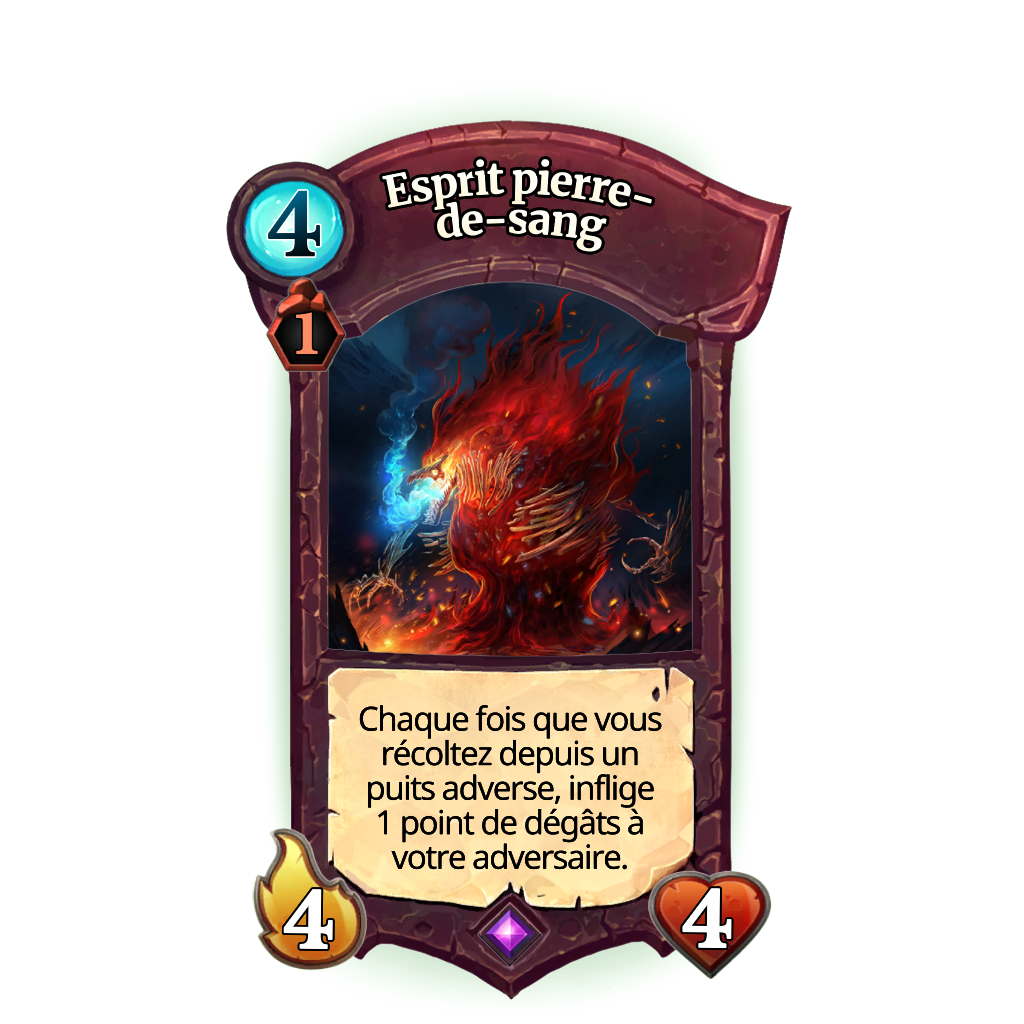 4
Esprit pierre-
de-sang
1
Chaque fois que vous
récoltez depuis un
puits adverse, inflige
1 point de dégâts à
votre adversaire.
4
4